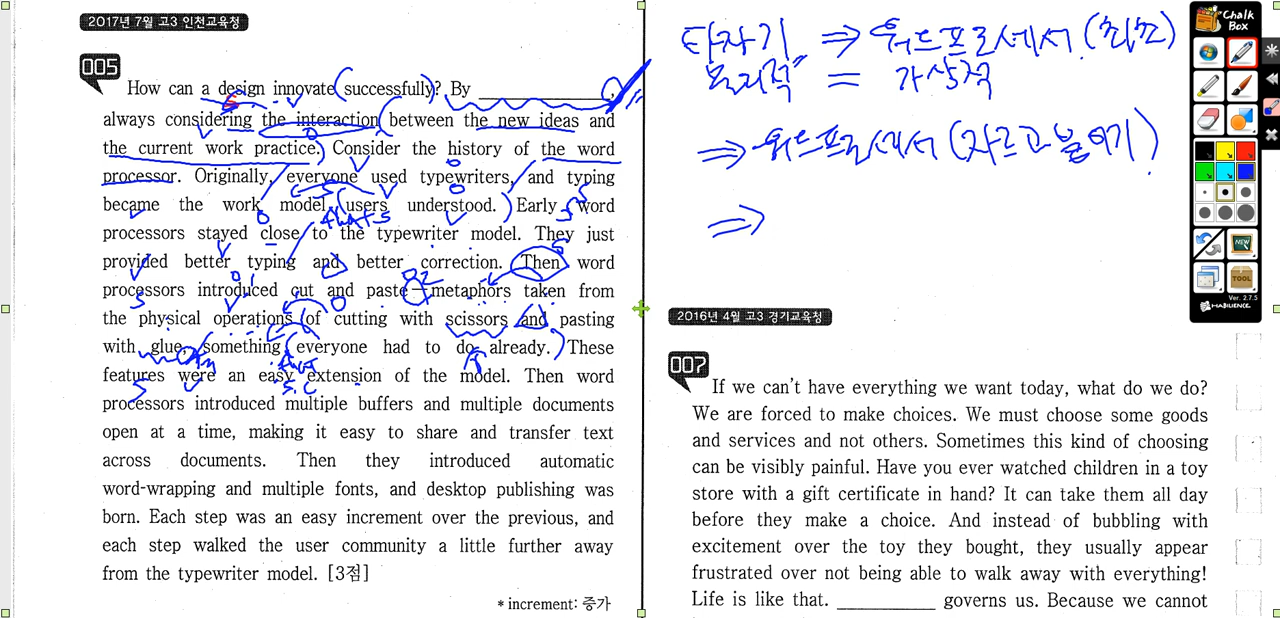 2017년 7월 고3 인천교육청
005
How can a design innovate successfully? By ____________,
always considering the interaction between the new ideas and
the current work practice. Consider the history of the word
processor. Originally, everyone used typewriters, and typing
became the work model users understood. Early word
processors stayed close to the typewriter model. They just
provided better typing and better correction. Then word
processors introduced cut and paste — metaphors taken from
the physical operations of cutting with scissors and pasting
with glue, something everyone had to do already. These
features were an easy extension of the model. Then word
processors introduced multiple buffers and multiple documents
open at a time, making it easy to share and transfer text
across documents. Then they introduced automatic
word-wrapping and multiple fonts, and desktop publishing was
born. Each step was an easy increment over the previous, and
each step walked the user community a little further away
from the typewriter model. [3점]
* increment: 증가
타자기 ⇒ 워드프로세서 (최초)
물리적 = 가상적
⇒ 워드프로세서 (자르고 붙이기)
⇒
2016년 4월 고3 경기교육청
007
If we can't have everything we want today, what do we do?
We are forced to make choices. We must choose some goods
and services and not others. Sometimes this kind of choosing
can be visibly painful. Have you ever watched children in a toy
store with a gift certificate in hand? It can take them all day
before they make a choice. And instead of bubbling with
excitement over the toy they bought, they usually appear
frustrated over not being able to walk away with everything!
Life is like that. ____________ governs us. Because we cannot
Chalk
Box
NEW
TOOL
Ver. 2.7.5
HABILIENCE